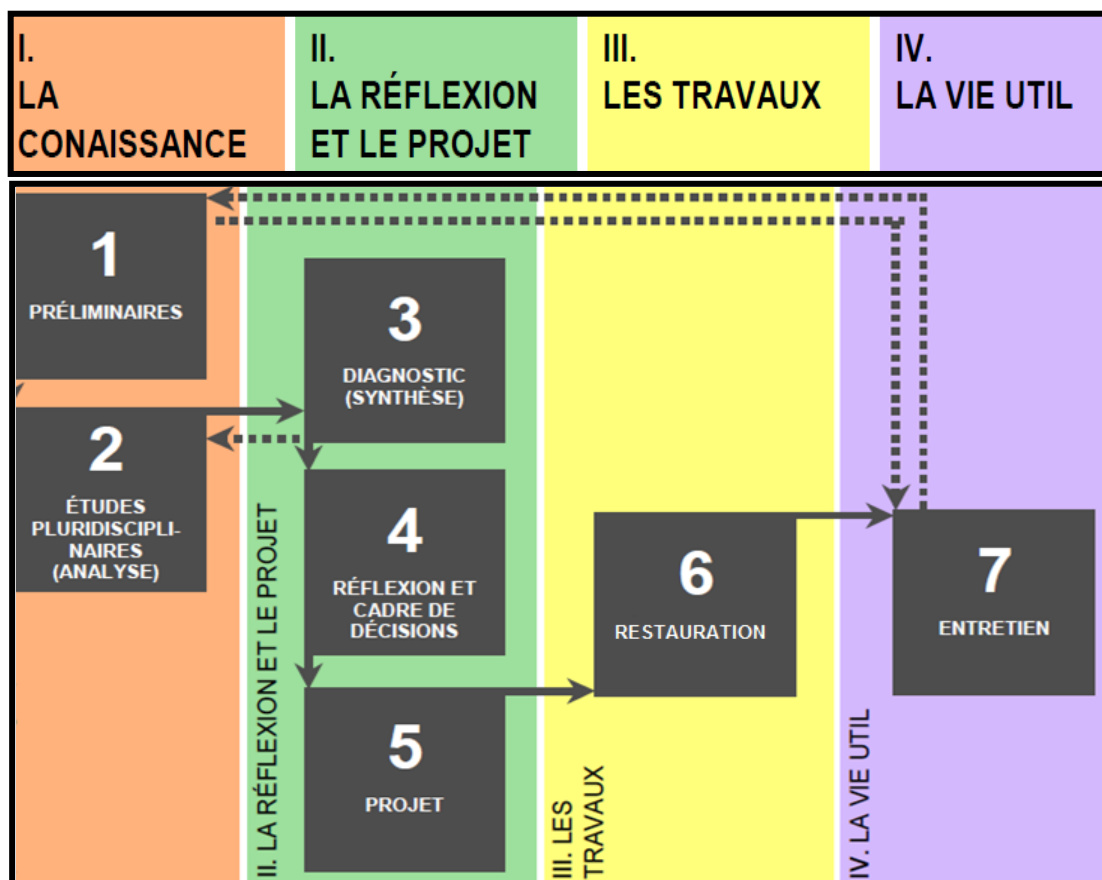 I.
LA
CONAISSANCE
II.
LA RÉFLEXION
ET LE PROJET
III.
LES TRAVAUX
IV.
LA VIE UTIL
1
PRÉLIMINAIRES
2
ÉTUDES
PLURIDISCIPLI-
NAIRES
(ANALYSE)
II. LA RÉFLEXION ET LE PROJET
3
DIAGNOSTIC
(SYNTHÈSE)
4
RÉFLEXION ET
CADRE DE
DÉCISIONS
5
PROJET
III. LES
TRAVAUX
6
RESTAURATION
IV. LA VIE UTIL
7
ENTRETIEN